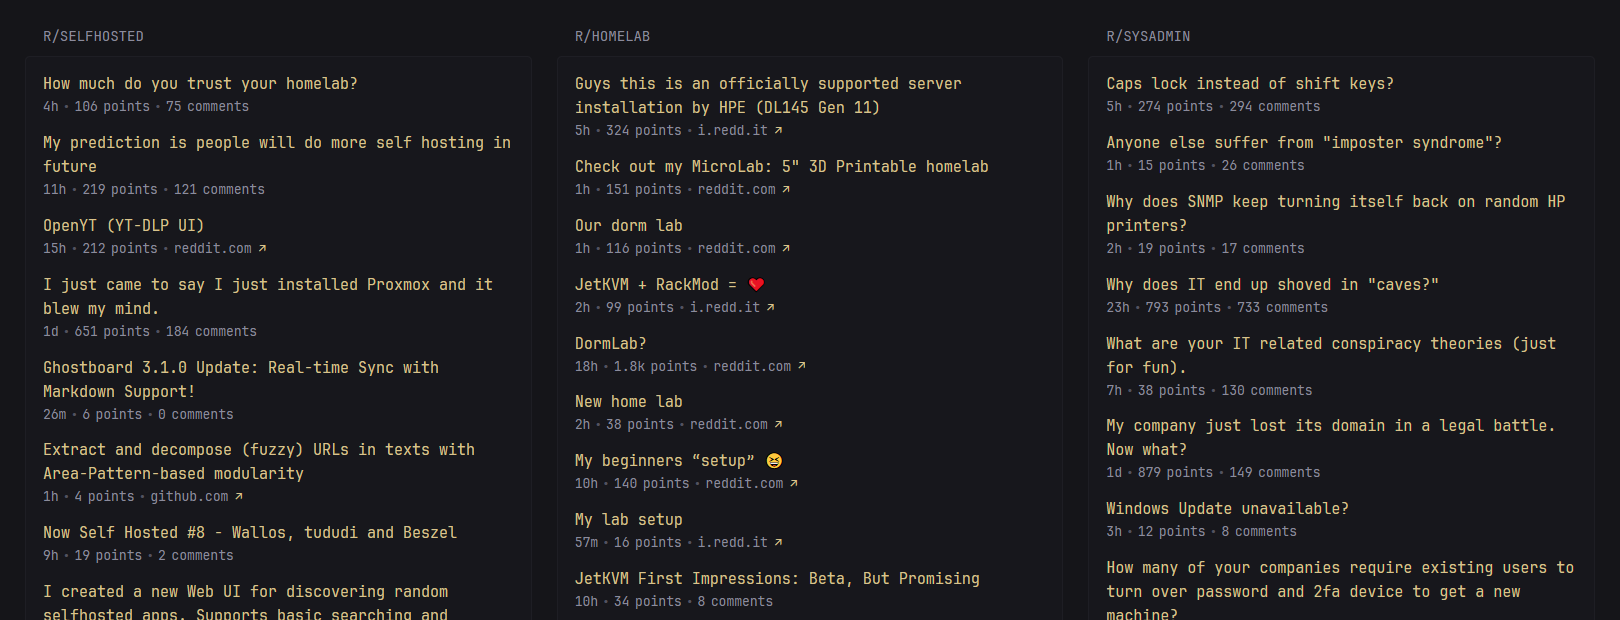 R/SELFHOSTED
How much do you trust your homelab?
4h • 106 points • 75 comments
My prediction is people will do more self hosting in
future
11h • 219 points • 121 comments
OpenYT (YT-DLP UI)
15h • 212 points • reddit.com ↗
I just came to say I just installed Proxmox and it
blew my mind.
1d • 651 points • 184 comments
Ghostboard 3.1.0 Update: Real-time Sync with
Markdown Support!
26m • 6 points • 0 comments
Extract and decompose (fuzzy) URLs in texts with
Area-Pattern-based modularity
1h • 4 points • github.com ↗
Now Self Hosted #8 - Wallos, tududi and Beszel
9h • 19 points • 2 comments
I created a new Web UI for discovering random
selfhosted apps. Supports basic searching and
R/HOMELAB
Guys this is an officially supported server
installation by HPE (DL145 Gen 11)
5h • 324 points • i.redd.it ↗
Check out my MicroLab: 5" 3D Printable homelab
1h • 151 points • reddit.com ↗
Our dorm lab
1h • 116 points • reddit.com ↗
JetKVM + RackMod = ❤️
2h • 99 points • i.redd.it ↗
DormLab?
18h • 1.8k points • reddit.com ↗
New home lab
2h • 38 points • reddit.com ↗
My beginners “setup” 😆
10h • 140 points • reddit.com ↗
My lab setup
57m • 16 points • i.redd.it ↗
JetKVM First Impressions: Beta, But Promising
10h • 34 points • 8 comments
R/SYSADMIN
Caps lock instead of shift keys?
5h • 274 points • 294 comments
Anyone else suffer from "imposter syndrome"?
1h • 15 points • 26 comments
Why does SNMP keep turning itself back on random HP
printers?
2h • 19 points • 17 comments
Why does IT end up shoved in "caves?"
23h • 793 points • 733 comments
What are your IT related conspiracy theories (just
for fun).
7h • 38 points • 130 comments
My company just lost its domain in a legal battle.
Now what?
1d • 879 points • 149 comments
Windows Update unavailable?
3h • 12 points • 8 comments
How many of your companies require existing users to
turn over password and 2fa device to get a new
machine?